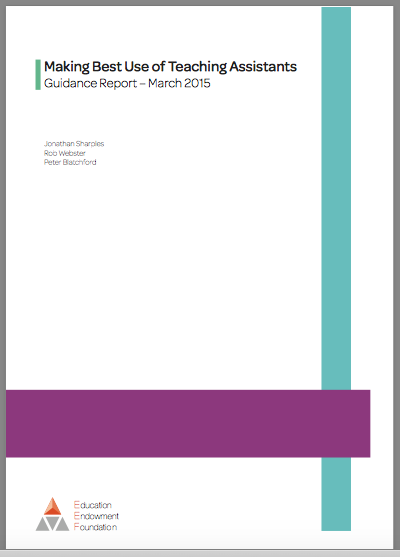 Making Best Use of Teaching Assistants
Guidance Report – March 2015
Jonathan Sharples
Rob Webster
Peter Blatchford
Education
Endowment
Foundation